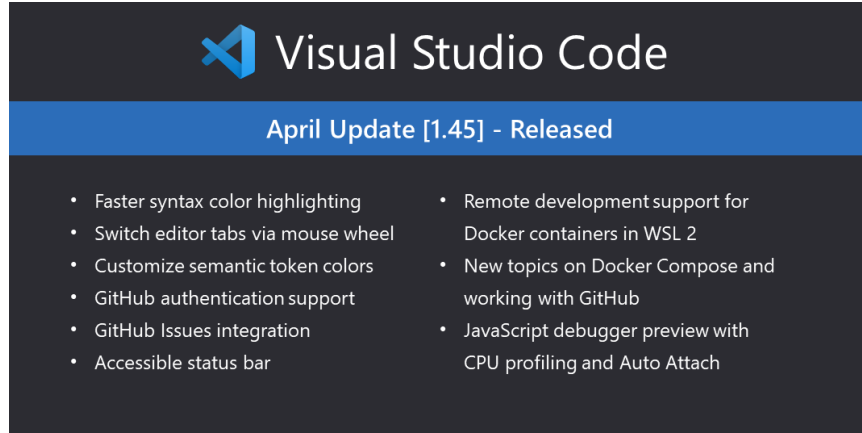 Visual Studio Code
April Update [1.45] - Released
• Faster syntax color highlighting
• Switch editor tabs via mouse wheel
• Customize semantic token colors
• GitHub authentication support
• GitHub Issues integration
• Accessible status bar
• Remote development support for
Docker containers in WSL 2
• New topics on Docker Compose and
working with GitHub
• JavaScript debugger preview with
CPU profiling and Auto Attach